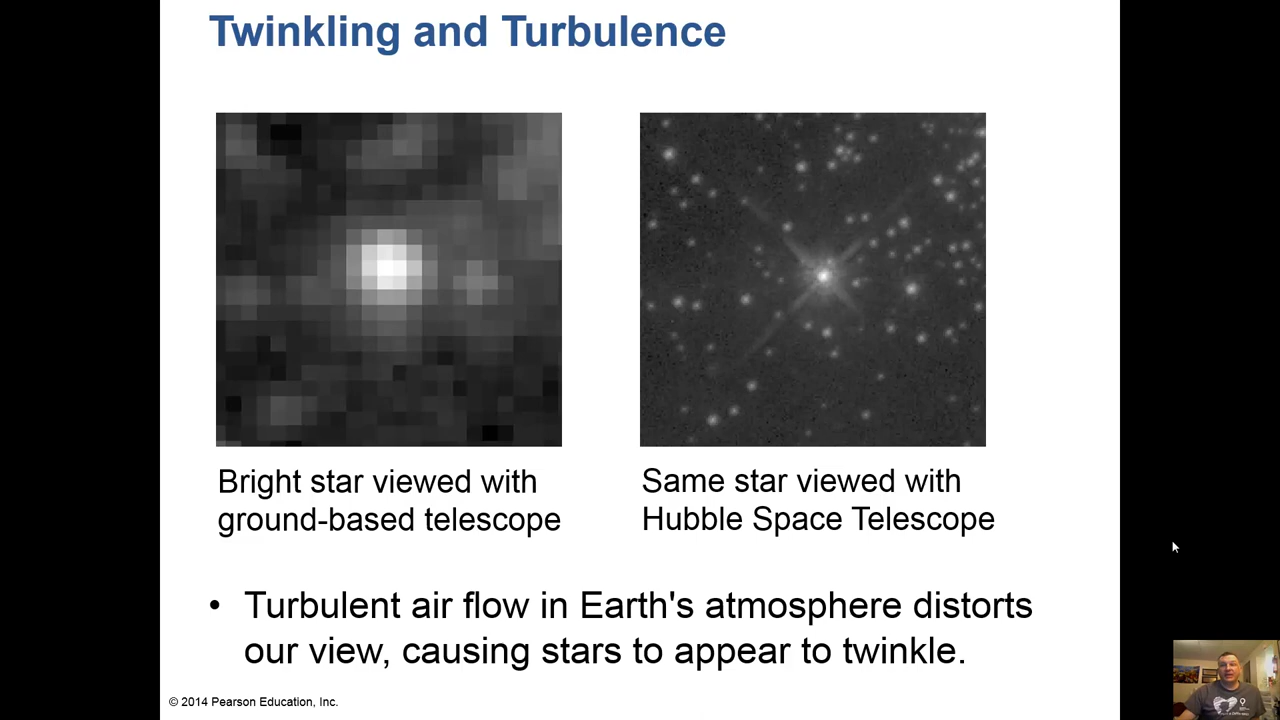 Twinkling and Turbulence
Bright star viewed with
ground-based telescope
Same star viewed with
Hubble Space Telescope
• Turbulent air flow in Earth's atmosphere distorts
our view, causing stars to appear to twinkle.
© 2014 Pearson Education, Inc.